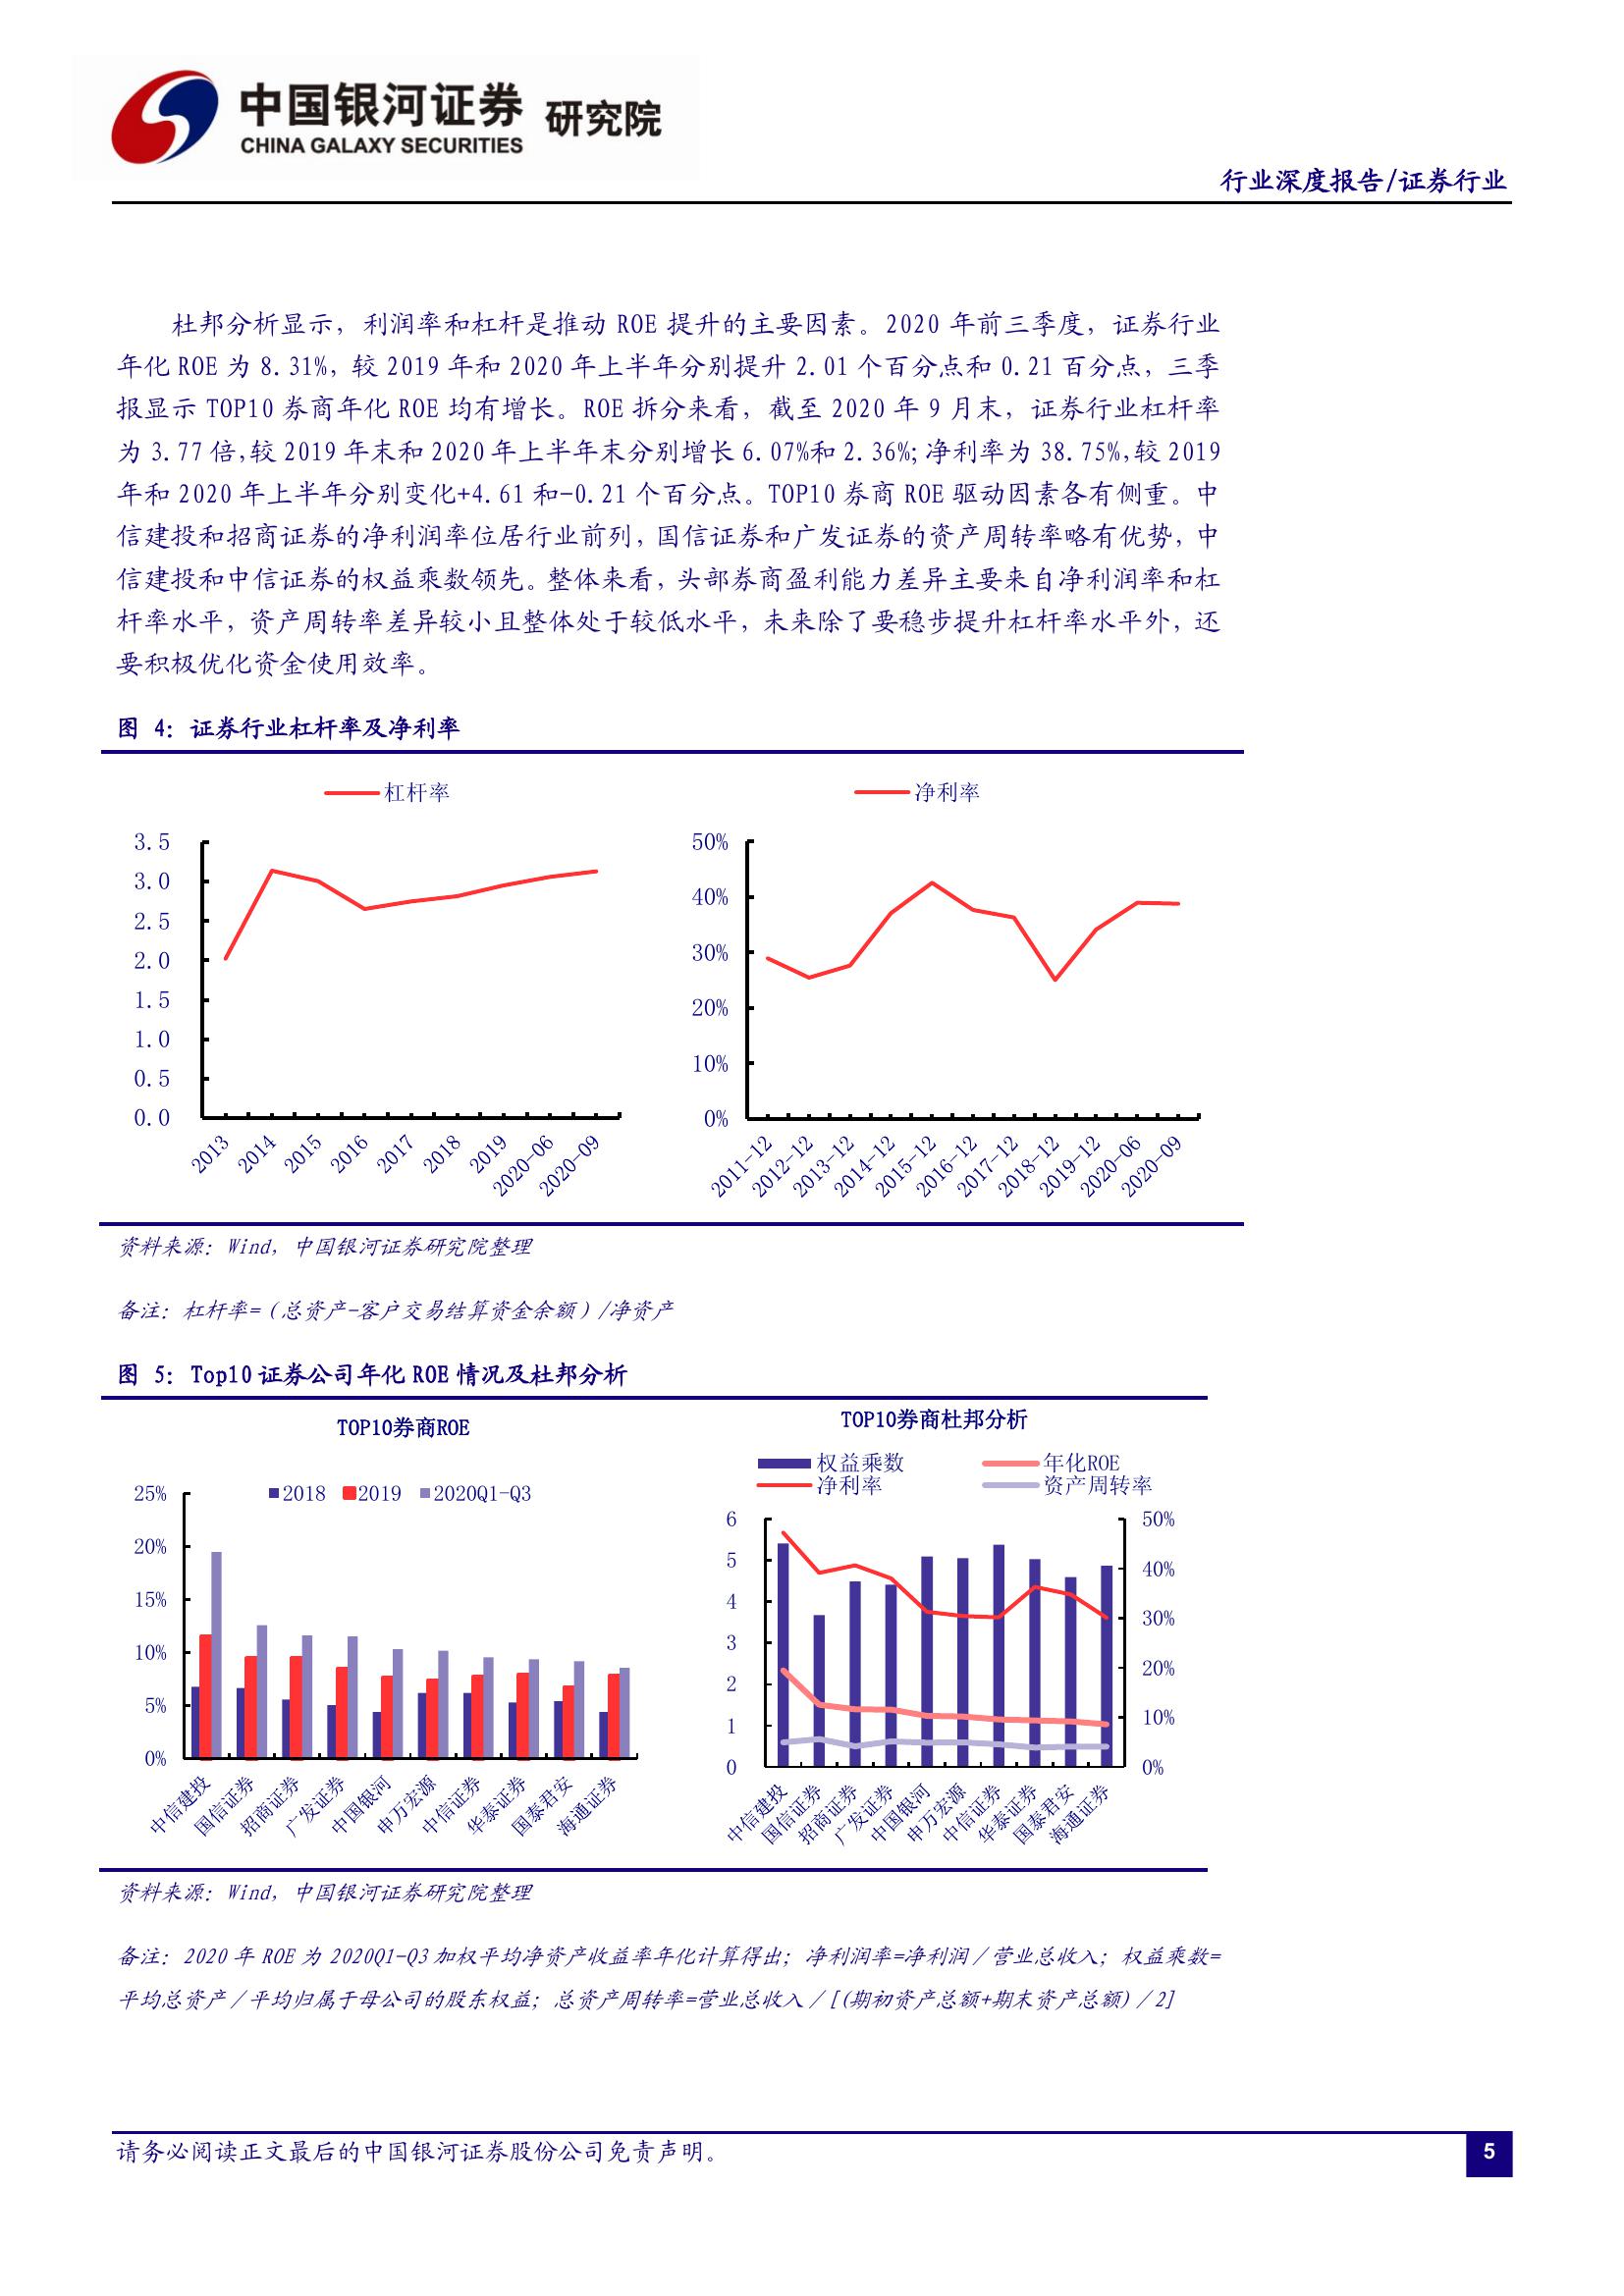 中国银河证券 研究院
CHINA GALAXY SECURITIES
行业深度报告/证券行业
杜邦分析显示，利润率和杠杆是推动 ROE 提升的主要因素。2020 年前三季度，证券行业
年化 ROE 为 8.31%，较 2019 年和 2020 年上半年分别提升 2.01 个百分点和 0.21 百分点，三季
报显示 TOP10 券商年化 ROE 均有增长。ROE 拆分来看，截至 2020 年 9 月末，证券行业杠杆率
为 3.77 倍,较 2019 年末和 2020 年上半年末分别增长 6.07%和 2.36%;净利率为 38.75%,较 2019
年和 2020 年上半年分别变化+4.61 和-0.21 个百分点。TOP10 券商 ROE 驱动因素各有侧重。中
信建投和招商证券的净利润率位居行业前列，国信证券和广发证券的资产周转率略有优势，中
信建投和中信证券的权益乘数领先。整体来看，头部券商盈利能力差异主要来自净利润率和杠
杆率水平，资产周转率差异较小且整体处于较低水平，未来除了要稳步提升杠杆率水平外，还
要积极优化资金使用效率。
图 4：证券行业杠杆率及净利率
杠杆率
3.5
3.0
2.5
2.0
1.5
1.0
0.5
0.0
2013 2014 2015 2016 2017 2018 2019 2020-06 2020-09
净利率
50%
40%
30%
20%
10%
0%
2011-12 2012-12 2013-12 2014-12 2015-12 2016-12 2017-12 2018-12 2019-12 2020-06 2020-09
资料来源：Wind，中国银河证券研究院整理
备注：杠杆率=（总资产-客户交易结算资金余额）/净资产
图 5：Top10 证券公司年化 ROE 情况及杜邦分析
TOP10券商ROE
2018 2019 2020Q1-Q3
25%
20%
15%
10%
5%
0%
中信建投 国信证券 招商证券 广发证券 中国银河 申万宏源 中信证券 华泰证券 国泰君安 海通证券
TOP10券商杜邦分析
权益乘数 年化ROE
净利率 资产周转率
6
5
4
3
2
1
0
50%
40%
30%
20%
10%
0%
中信建投 国信证券 招商证券 广发证券 中国银河 申万宏源 中信证券 华泰证券 国泰君安 海通证券
资料来源：Wind，中国银河证券研究院整理
备注：2020 年 ROE 为 2020Q1-Q3 加权平均净资产收益率年化计算得出；净利润率=净利润／营业总收入；权益乘数=
平均总资产／平均归属于母公司的股东权益；总资产周转率=营业总收入／[(期初资产总额+期末资产总额)／2]
请务必阅读正文最后的中国银河证券股份公司免责声明。
5